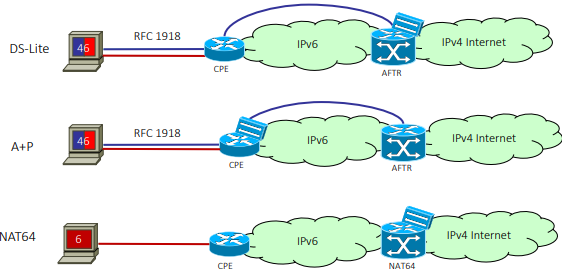 DS-Lite 46 RFC 1918 CPE IPv6 AFTR IPv4 Internet
A+P 46 RFC 1918 CPE IPv6 AFTR IPv4 Internet
NAT64 6 CPE IPv6 NAT64 IPv4 Internet